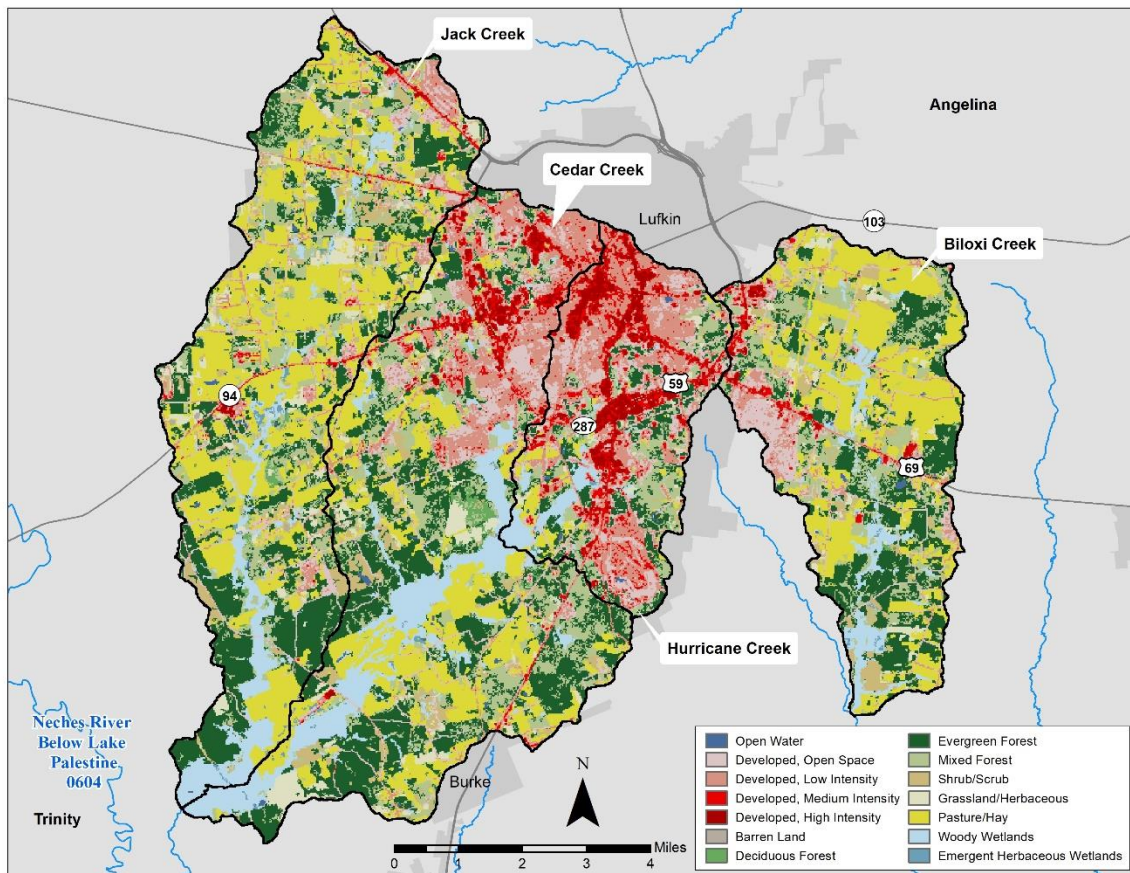 Jack Creek
Angelina
Cedar Creek
Lufkin
103
Biloxi Creek
94
59
287
69
Hurricane Creek
Neches River
Below Lake
Palestine
0604
Trinity
Burke
N
Miles
0 1 2 3 4
Open Water
Developed, Open Space
Developed, Low Intensity
Developed, Medium Intensity
Developed, High Intensity
Barren Land
Deciduous Forest
Evergreen Forest
Mixed Forest
Shrub/Scrub
Grassland/Herbaceous
Pasture/Hay
Woody Wetlands
Emergent Herbaceous Wetlands